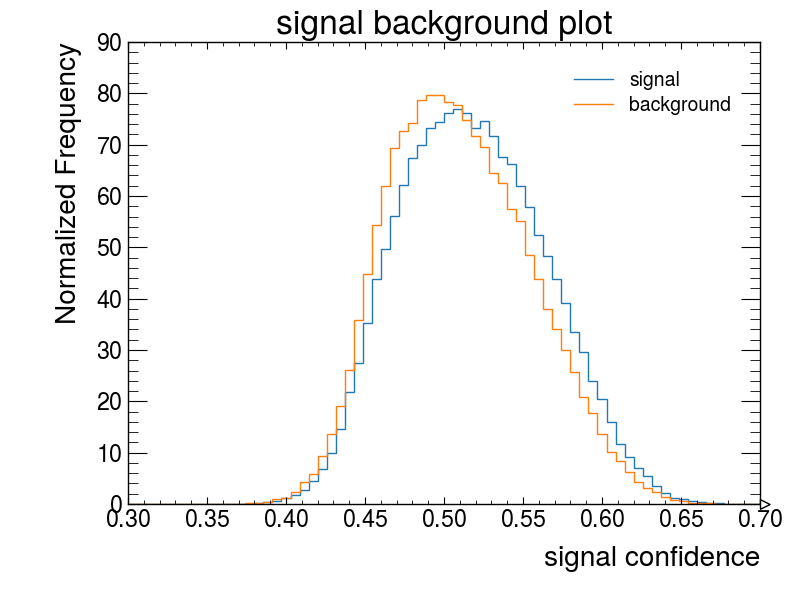 signal background plot
Normalized Frequency
90
80
70
60
50
40
30
20
10
0
signal
background
0.30 0.35 0.40 0.45 0.50 0.55 0.60 0.65 0.70
signal confidence